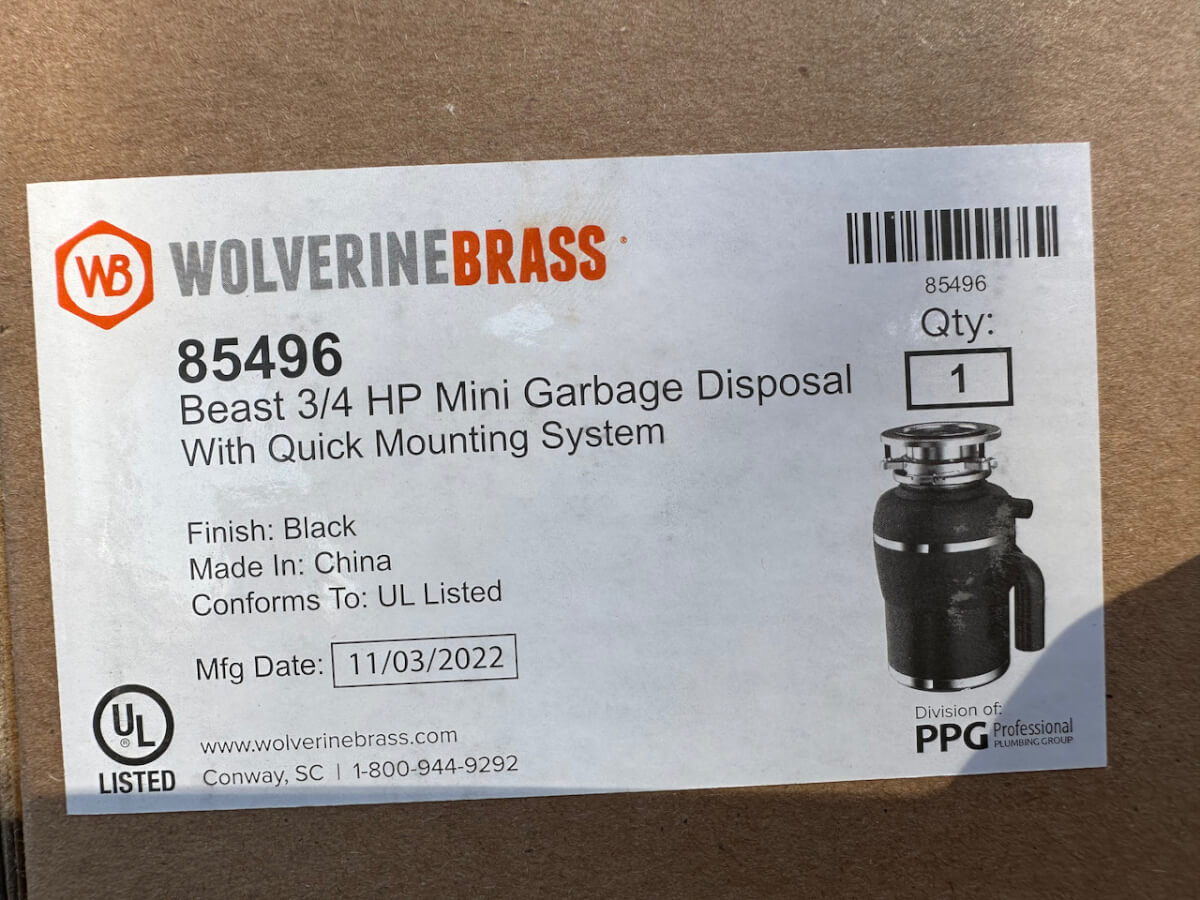 WB WOLVERINEBRASS®
85496
Beast 3/4 HP Mini Garbage Disposal
With Quick Mounting System
Finish: Black
Made In: China
Conforms To: UL Listed
Mfg Date: 11/03/2022
UL ®
LISTED
www.wolverinebrass.com
Conway, SC | 1-800-944-9292
85496
Qty:
1
Division of:
PPG Professional
PLUMBING GROUP